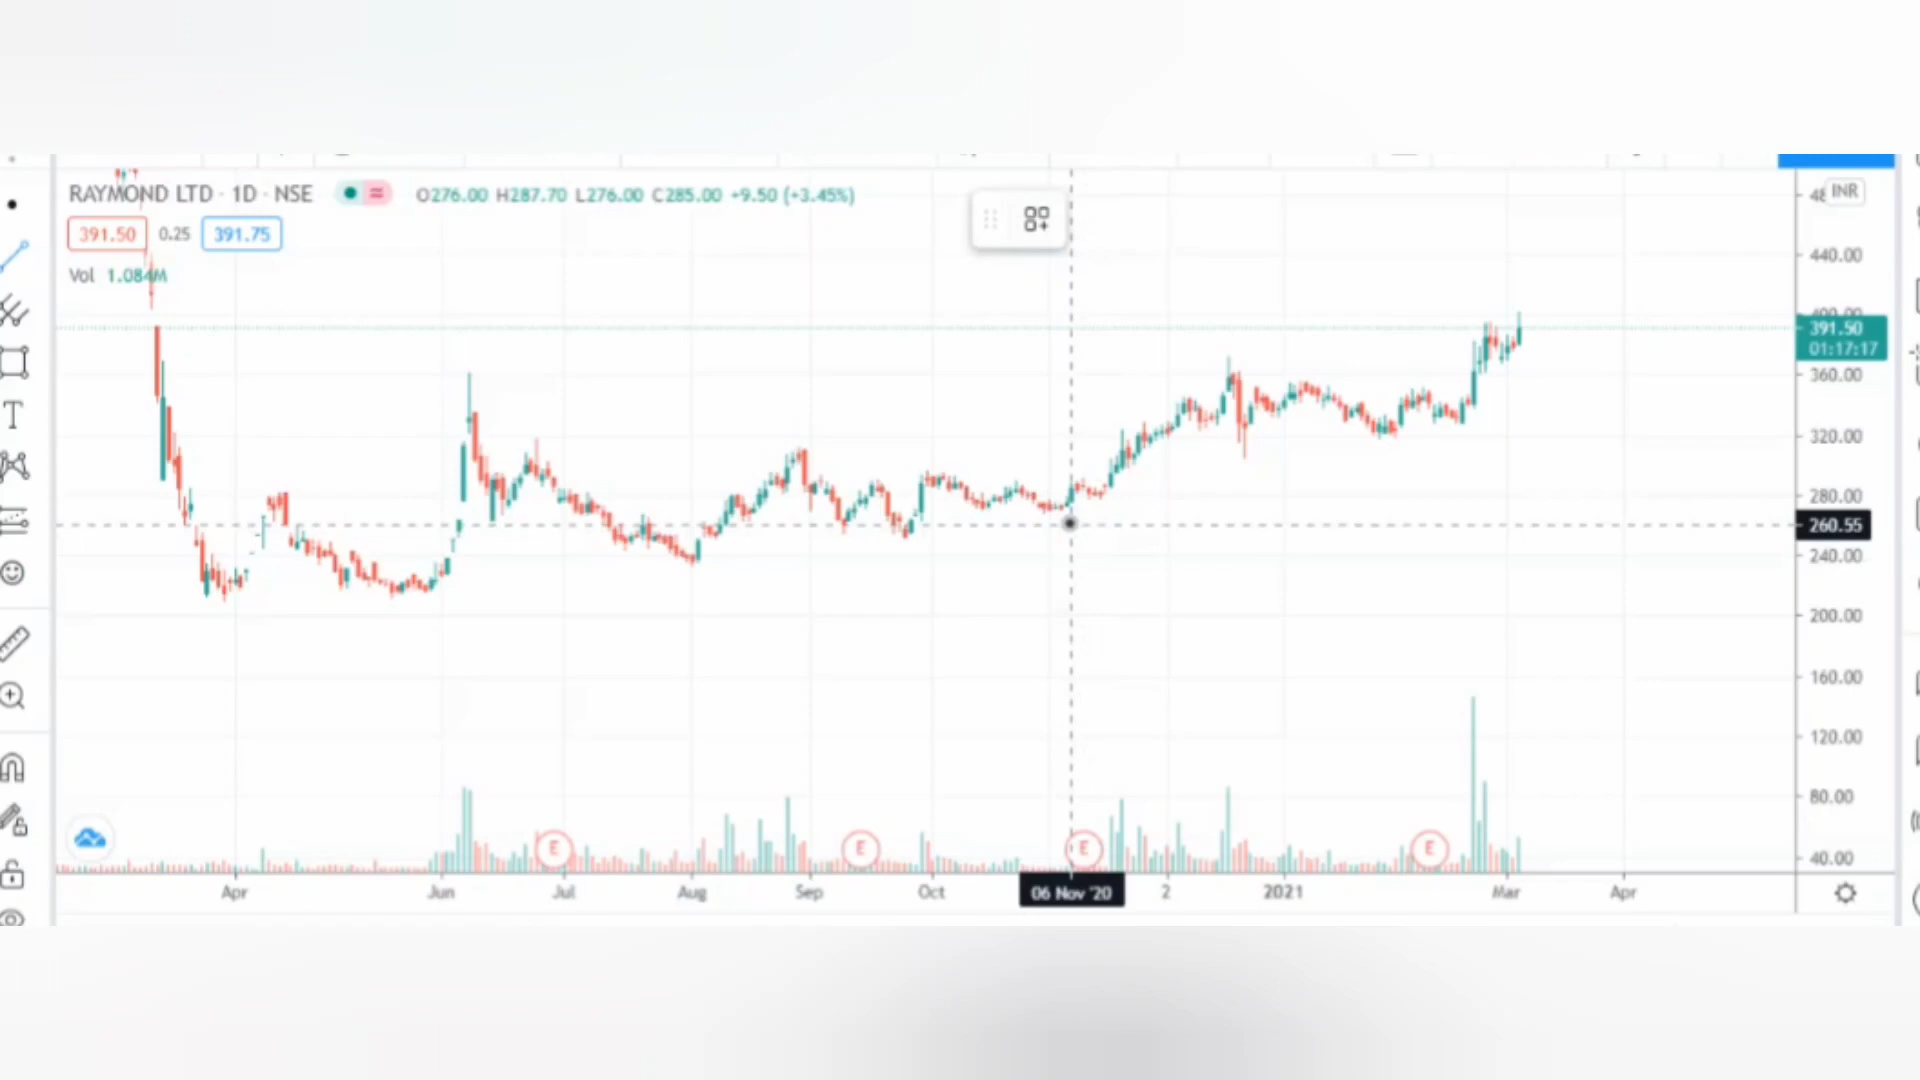 RAYMOND LTD · 1D · NSE O276.00 H287.70 L276.00 C285.00 +9.50 (+3.45%)
391.50 0.25 391.75
Vol 1.084M
INR
440.00
400.00
391.50
01:17:17
360.00
320.00
280.00
260.55
240.00
200.00
160.00
120.00
80.00
40.00
E E E E
Apr Jun Jul Aug Sep Oct 06 Nov '20 2 2021 Mar Apr